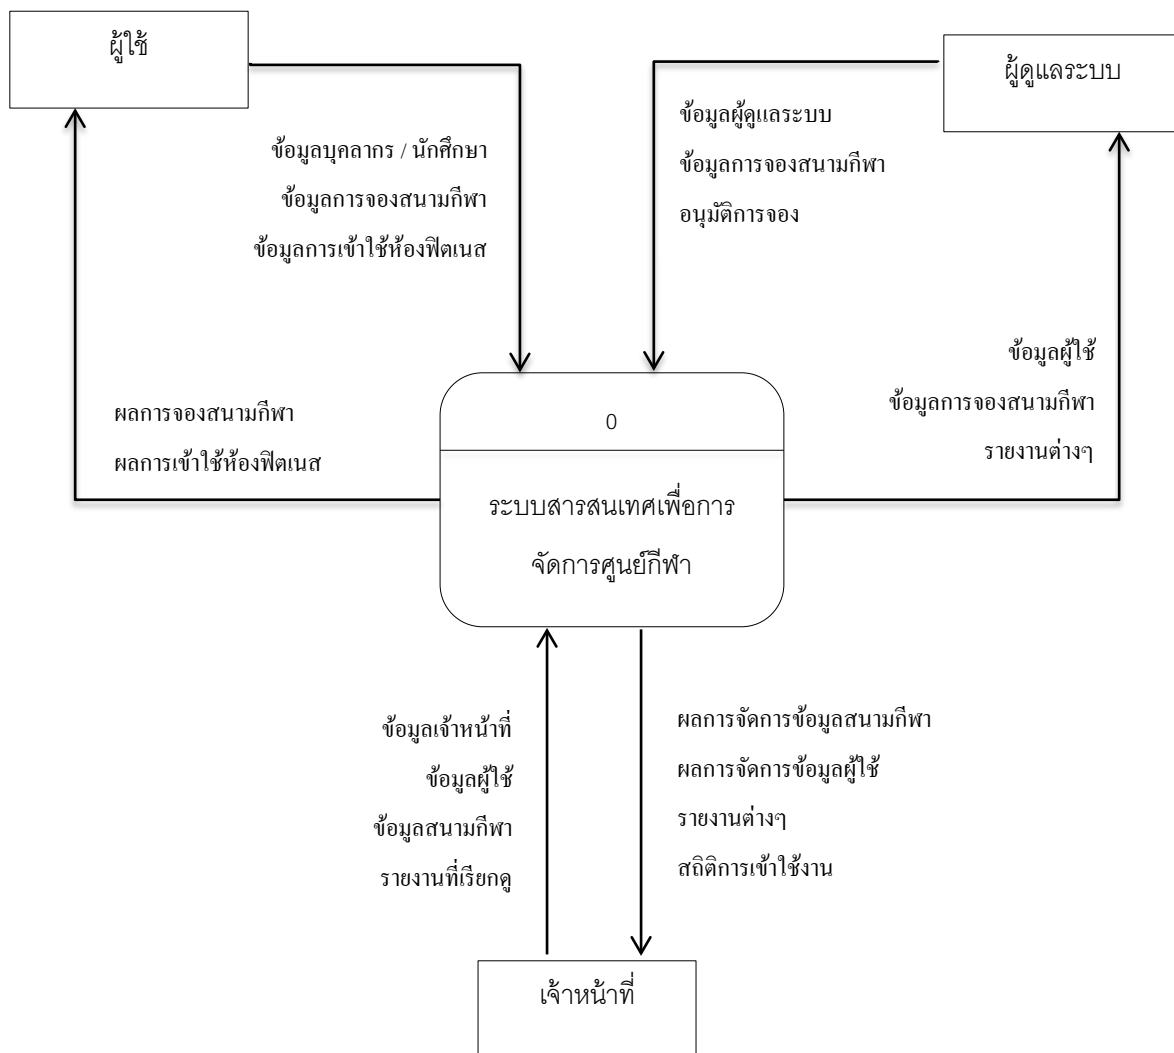 ผู้ใช้
ผู้ดูแลระบบ
ข้อมูลบุคลากร / นักศึกษา
ข้อมูลการจองสนามกีฬา
ข้อมูลการเข้าใช้ห้องฟิตเนส
ข้อมูลผู้ดูแลระบบ
ข้อมูลการจองสนามกีฬา
อนุมัติการจอง
ผลการจองสนามกีฬา
ผลการเข้าใช้ห้องฟิตเนส
ข้อมูลผู้ใช้
ข้อมูลการจองสนามกีฬา
รายงานต่างๆ
0
ระบบสารสนเทศเพื่อการ
จัดการศูนย์กีฬา
ข้อมูลเจ้าหน้าที่
ข้อมูลผู้ใช้
ข้อมูลสนามกีฬา
รายงานที่เรียกดู
ผลการจัดการข้อมูลสนามกีฬา
ผลการจัดการข้อมูลผู้ใช้
รายงานต่างๆ
สถิติการเข้าใช้งาน
เจ้าหน้าที่